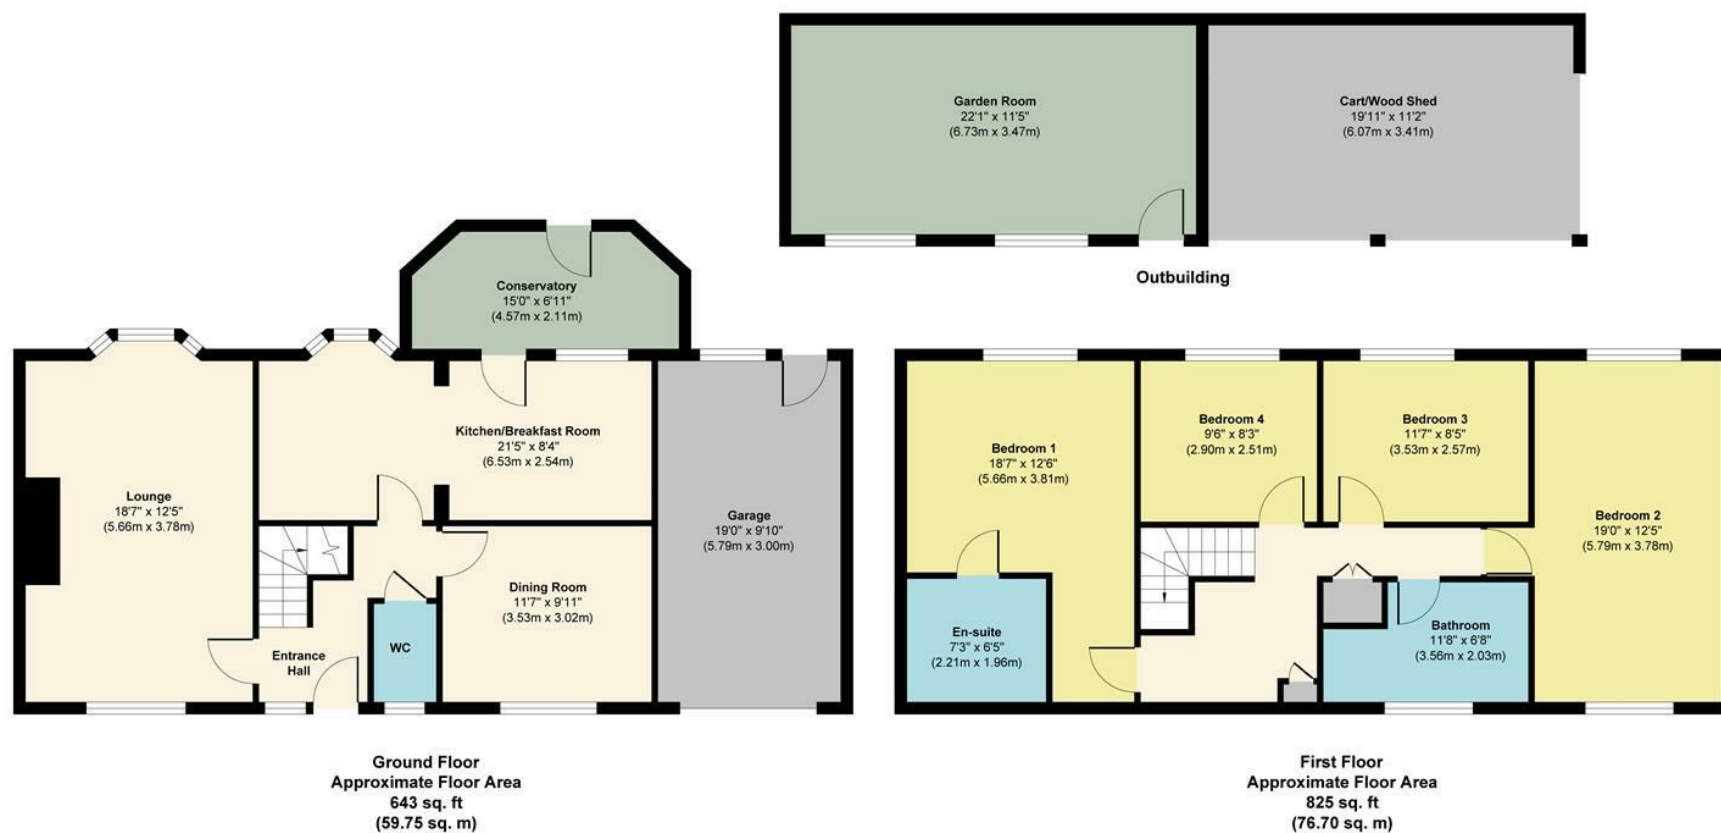 Garden Room
22'1" x 11'5"
(6.73m x 3.47m)
Cart/Wood Shed
19'11" x 11'2"
(6.07m x 3.41m)
Outbuilding
Conservatory
15'0" x 6'11"
(4.57m x 2.11m)
Kitchen/Breakfast Room
21'5" x 8'4"
(6.53m x 2.54m)
Lounge
18'7" x 12'5"
(5.66m x 3.78m)
Garage
19'0" x 9'10"
(5.79m x 3.00m)
Dining Room
11'7" x 9'11"
(3.53m x 3.02m)
WC
Entrance
Hall
Ground Floor
Approximate Floor Area
643 sq. ft
(59.75 sq. m)
Bedroom 1
18'7" x 12'6"
(5.66m x 3.81m)
Bedroom 4
9'6" x 8'3"
(2.90m x 2.51m)
Bedroom 3
11'7" x 8'5"
(3.53m x 2.57m)
Bedroom 2
19'0" x 12'5"
(5.79m x 3.78m)
En-suite
7'3" x 6'5"
(2.21m x 1.96m)
Bathroom
11'8" x 6'8"
(3.56m x 2.03m)
First Floor
Approximate Floor Area
825 sq. ft
(76.70 sq. m)